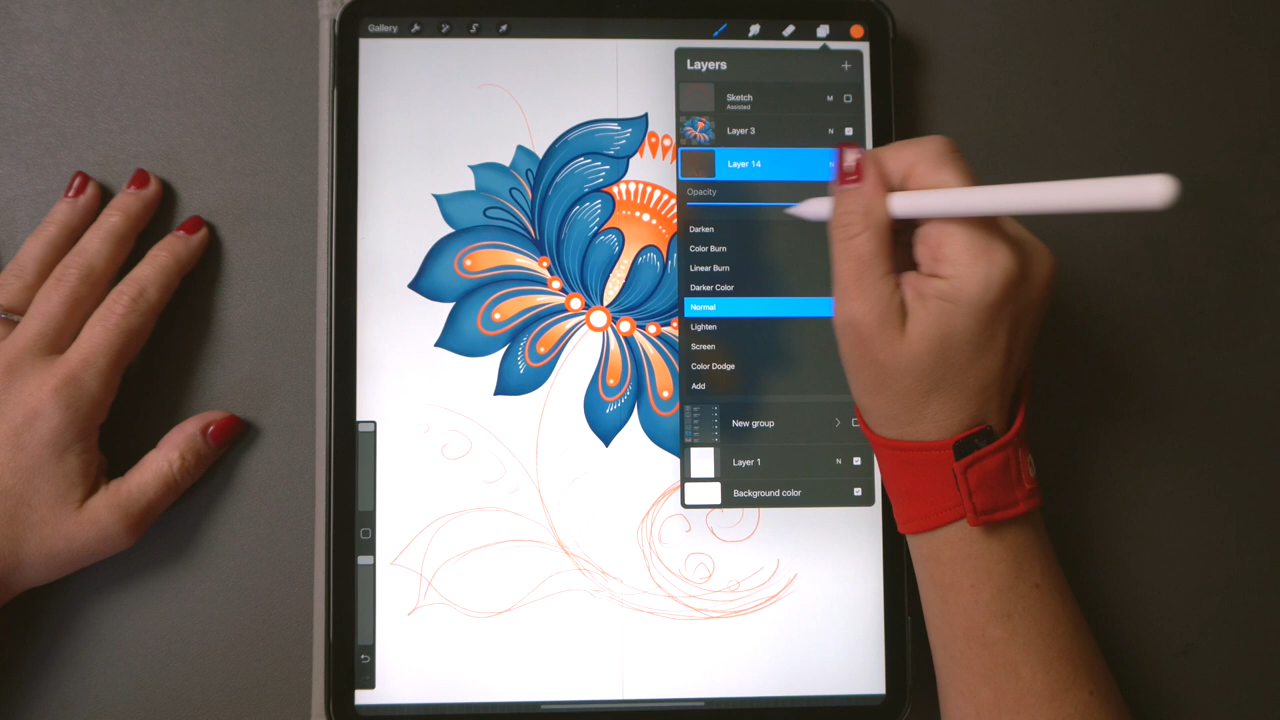 Gallery
Layers
Sketch
M
Assisted
Layer 3
N
Layer 14
N
Opacity
Darken
Color Burn
Linear Burn
Darker Color
Normal
Lighten
Screen
Color Dodge
Add
New group
Layer 1
N
Background color